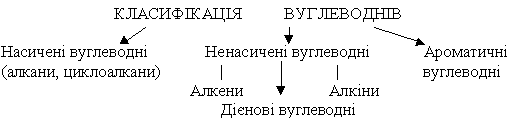 КЛАСИФІКАЦІЯ ВУГЛЕВОДНІВ
Насичені вуглеводні Ненасичені вуглеводні Ароматичні
(алкани, циклоалкани) вуглеводні
Алкени Алкіни
Дієнові вуглеводні